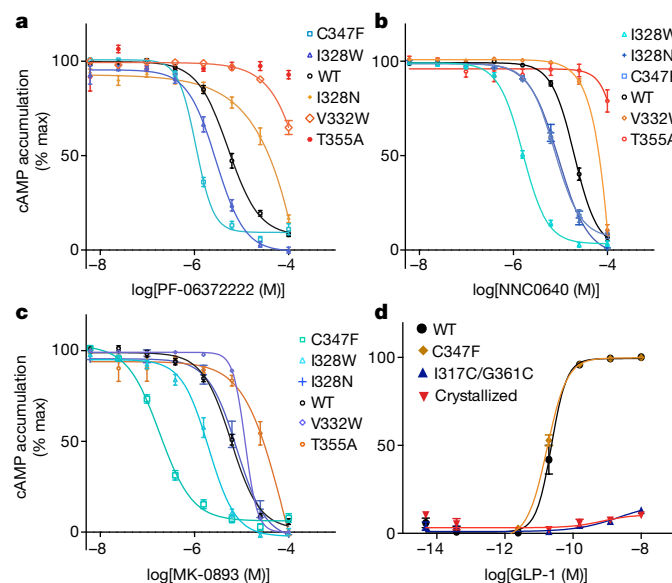 a
cAMP accumulation
(% max)
100
50
0
−8
−6
−4
log[PF-06372222 (M)]
C347F
I328W
WT
I328N
V332W
T355A
b
100
50
0
−8
−6
−4
log[NNC0640 (M)]
I328W
I328N
WT
V332W
T355A
c
cAMP accumulation
(% max)
100
50
0
−8
−6
−4
log[MK-0893 (M)]
C347F
I328W
I328N
WT
V332W
T355A
d
WT
C347F
I317C/G361C
Crystallized
100
50
0
−14
−12
−10
−8
log[GLP-1 (M)]